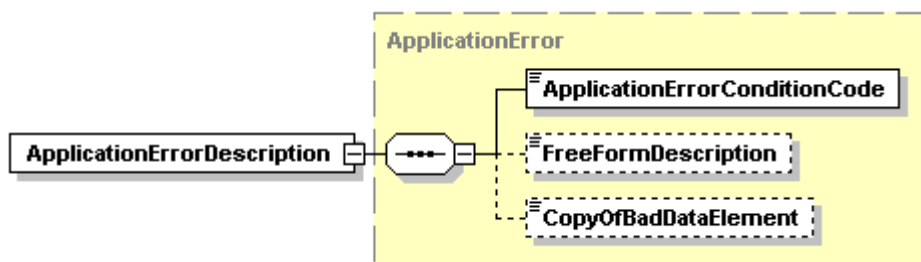 ApplicationError
ApplicationErrorConditionCode
ApplicationErrorDescription
FreeFormDescription
CopyOfBadDataElement